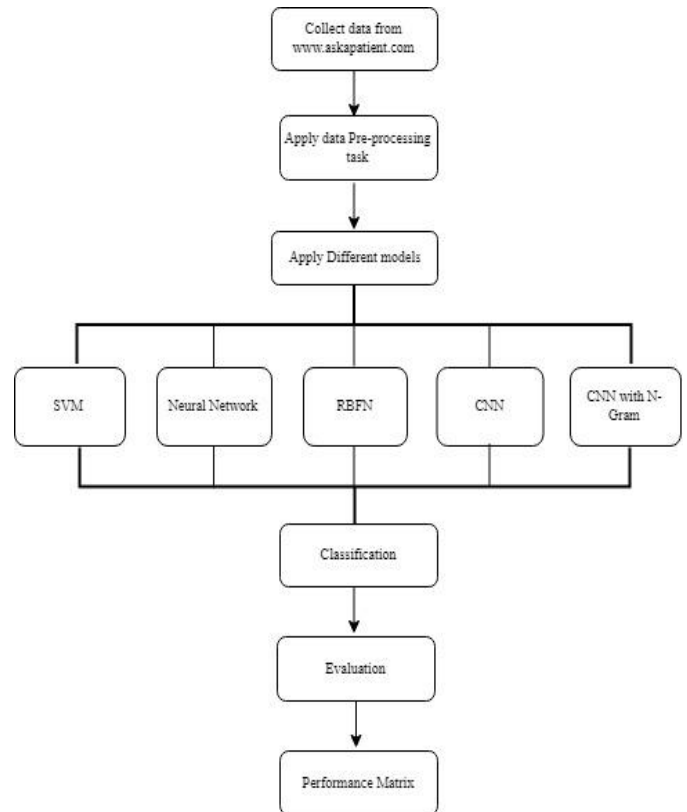 Collect data from
www.askapatient.com
Apply data Pre-processing
task
Apply Different models
SVM
Neural Network
RBFN
CNN
CNN with N-
Gram
Classification
Evaluation
Performance Matrix